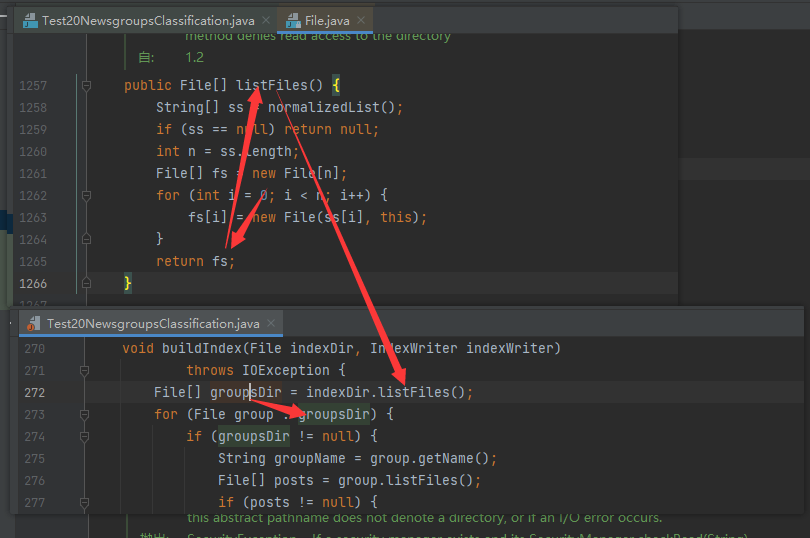 Test20NewsgroupsClassification.java × File.java ×
method denies read access to the directory
自: 1.2
1257 public File[] listFiles() {
1258 String[] ss = normalizedList();
1259 if (ss == null) return null;
1260 int n = ss.length;
1261 File[] fs = new File[n];
1262 for (int i = 0; i < n; i++) {
1263 fs[i] = new File(ss[i], this);
1264 }
1265 return fs;
1266 }
1267
Test20NewsgroupsClassification.java ×
270 void buildIndex(File indexDir, IndexWriter indexWriter)
271 throws IOException {
272 File[] groupsDir = indexDir.listFiles();
273 for (File group : groupsDir) {
274 if (groupsDir != null) {
275 String groupName = group.getName();
276 File[] posts = group.listFiles();
277 if (posts != null) {
this abstract pathname does not denote a directory, or if an I/O error occurs.
抛出: SecurityException – If a security manager exists and its SecurityManager.checkRead(String)